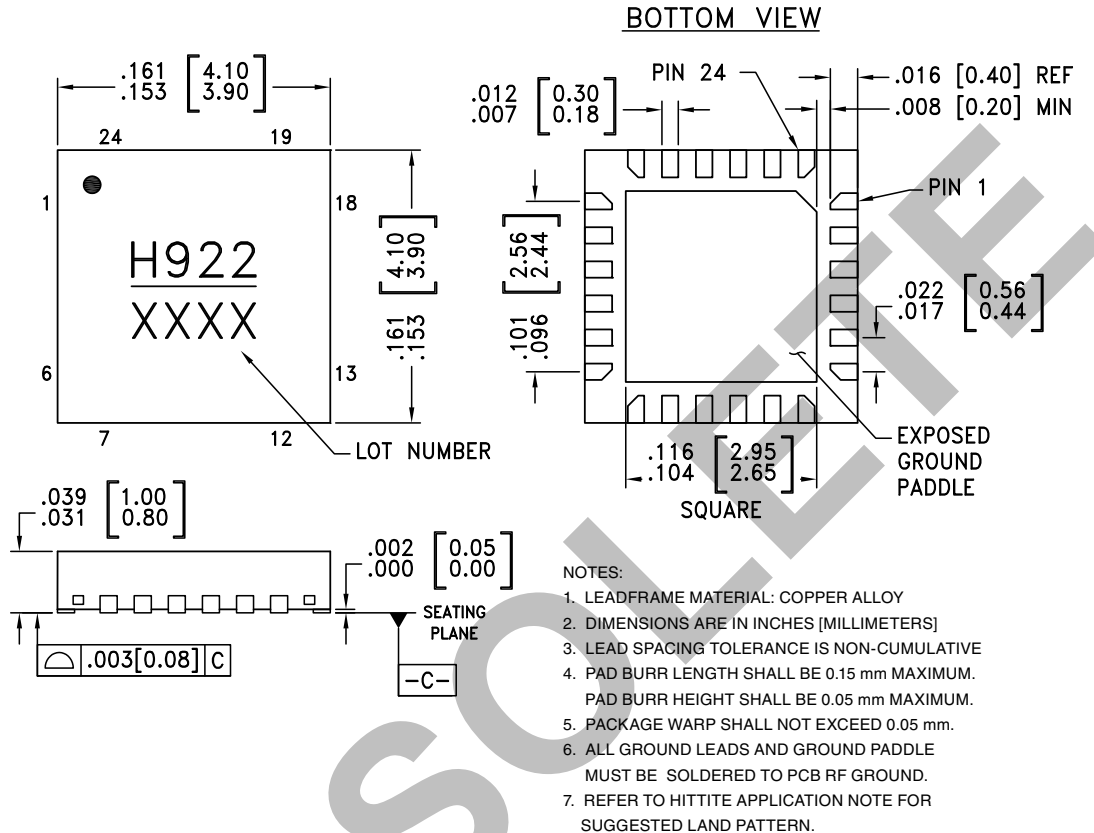 BOTTOM VIEW
.161 [4.10]
.153 [3.90]
24
19
1
18
H922
XXXX
6
13
7
12
LOT NUMBER
[4.10]
[3.90]
.161
.153
PIN 24
.016 [0.40] REF
.008 [0.20] MIN
.012 [0.30]
.007 [0.18]
PIN 1
[2.56]
[2.44]
.101
.096
.022 [0.56]
.017 [0.44]
.116 [2.95]
.104 [2.65]
SQUARE
EXPOSED
GROUND
PADDLE
.039 [1.00]
.031 [0.80]
.002 [0.05]
.000 [0.00]
SEATING
PLANE
.003[0.08] C
-C-
NOTES:
1. LEADFRAME MATERIAL: COPPER ALLOY
2. DIMENSIONS ARE IN INCHES [MILLIMETERS]
3. LEAD SPACING TOLERANCE IS NON-CUMULATIVE
4. PAD BURR LENGTH SHALL BE 0.15 mm MAXIMUM.
PAD BURR HEIGHT SHALL BE 0.05 mm MAXIMUM.
5. PACKAGE WARP SHALL NOT EXCEED 0.05 mm.
6. ALL GROUND LEADS AND GROUND PADDLE
MUST BE SOLDERED TO PCB RF GROUND.
7. REFER TO HITTITE APPLICATION NOTE FOR
SUGGESTED LAND PATTERN.
SOLETE